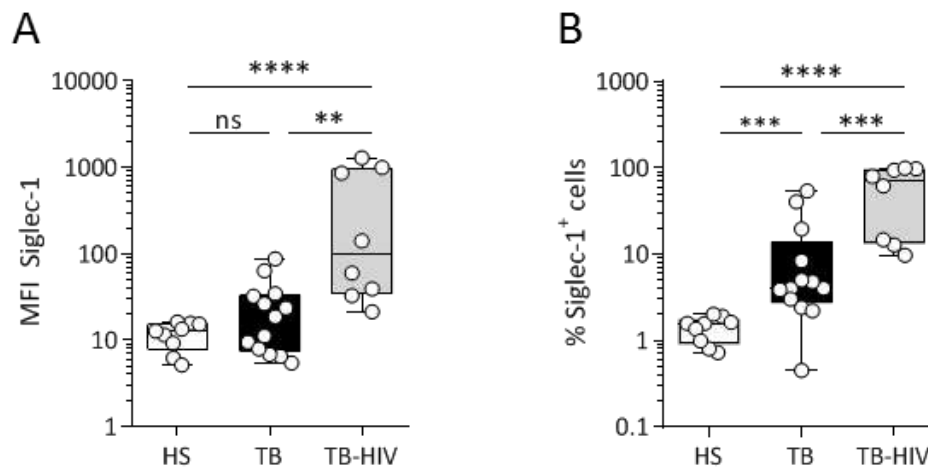 A
MFI Siglec-1
10000
1000
100
10
1
****
ns
**
HS TB TB-HIV
B
% Siglec-1+ cells
1000
100
10
1
0.1
****
***
***
HS TB TB-HIV